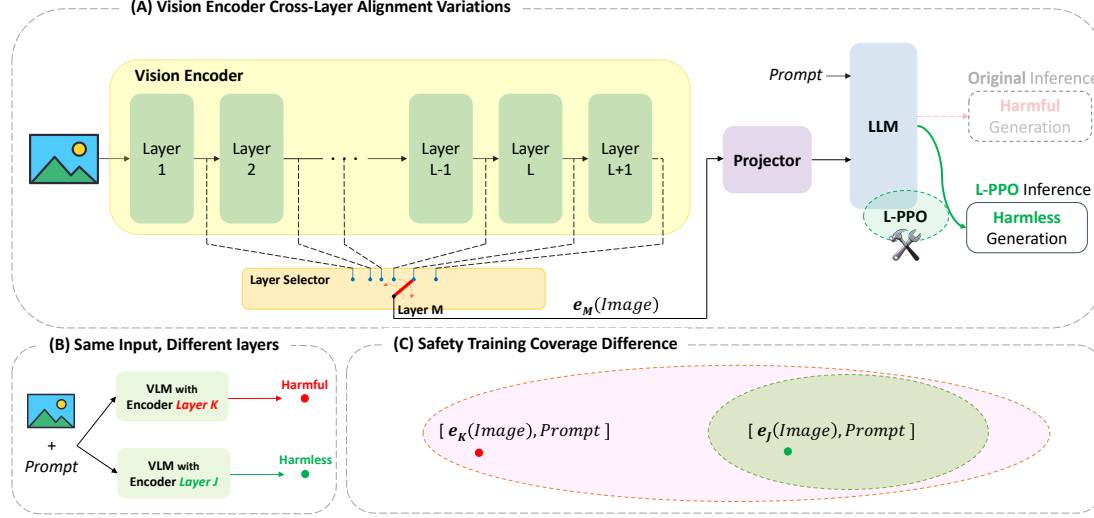 (A) Vision Encoder Cross-Layer Alignment Variations
Vision Encoder
Layer
1
Layer
2
. . .
Layer
L-1
Layer
L
Layer
L+1
Layer Selector
Layer M
e_M(Image)
Projector
Prompt
LLM
L-PPO
Original Inference
Harmful
Generation
L-PPO Inference
Harmless
Generation
(B) Same Input, Different layers
+
Prompt
VLM with
Encoder Layer K
Harmful
VLM with
Encoder Layer J
Harmless
(C) Safety Training Coverage Difference
[ e_K(Image), Prompt ]
[ e_J(Image), Prompt ]